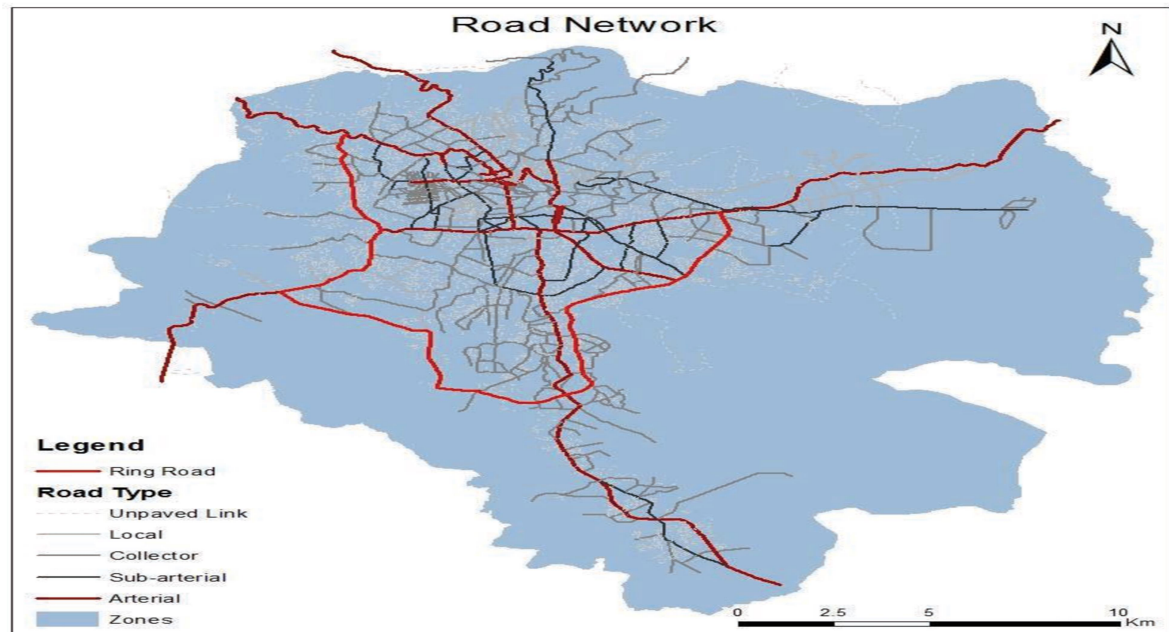 Road Network
N
Legend
Ring Road
Road Type
Unpaved Link
Local
Collector
Sub-arterial
Arterial
Zones
0 2.5 5 10
Km